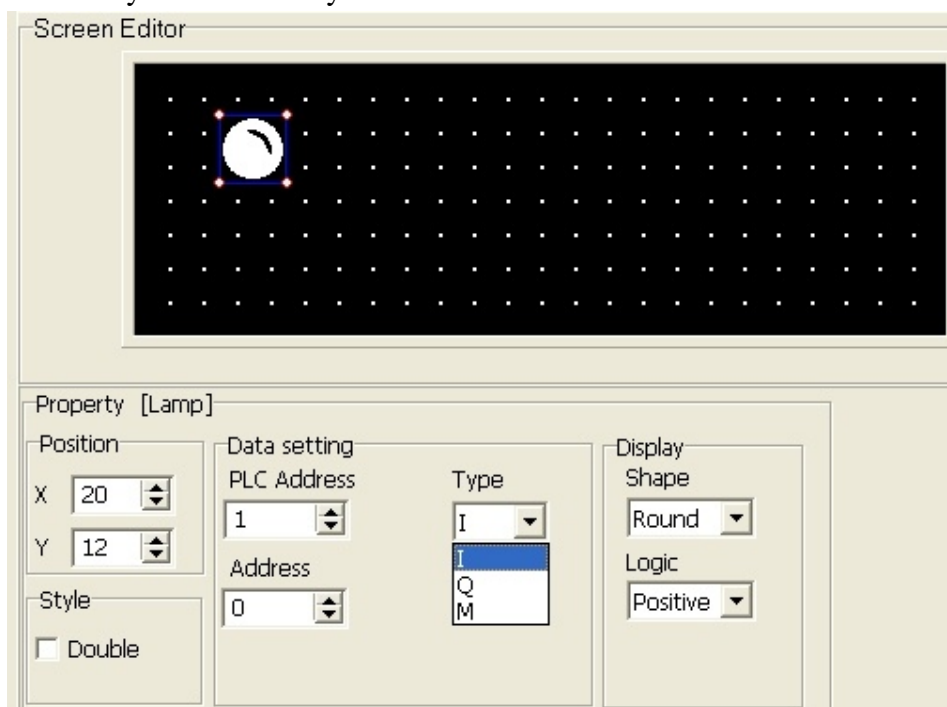 Screen Editor
Property [Lamp]
Position
X 20
Y 12
Style
Double
Data setting
PLC Address
1
Address
0
Type
I
I
Q
M
Display
Shape
Round
Logic
Positive